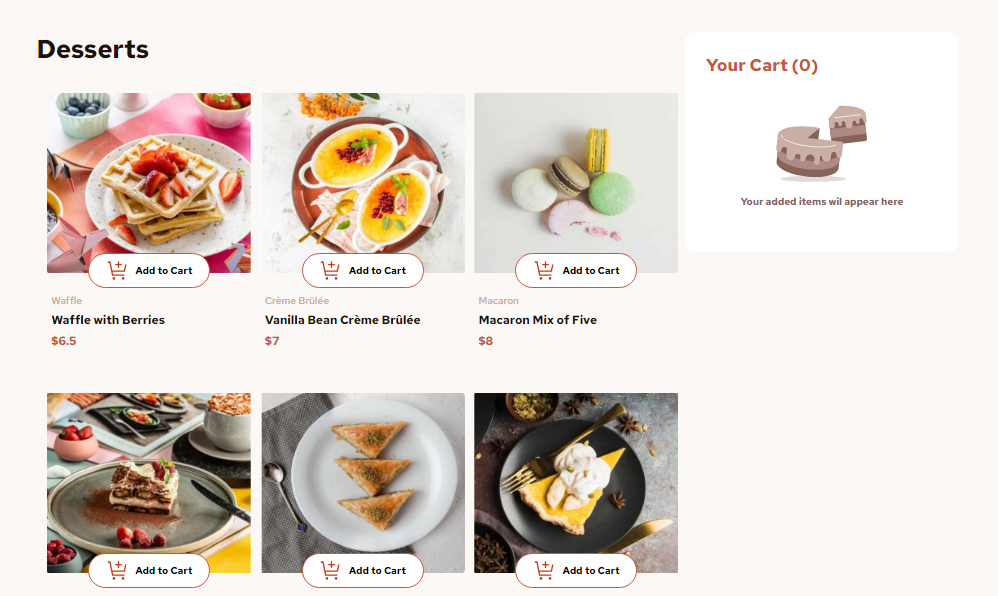 Desserts
Your Cart (0)
Your added items wil appear here
Add to Cart
Add to Cart
Add to Cart
Waffle
Crème Brûlée
Macaron
Waffle with Berries
Vanilla Bean Crème Brûlée
Macaron Mix of Five
$6.5
$7
$8
Add to Cart
Add to Cart
Add to Cart